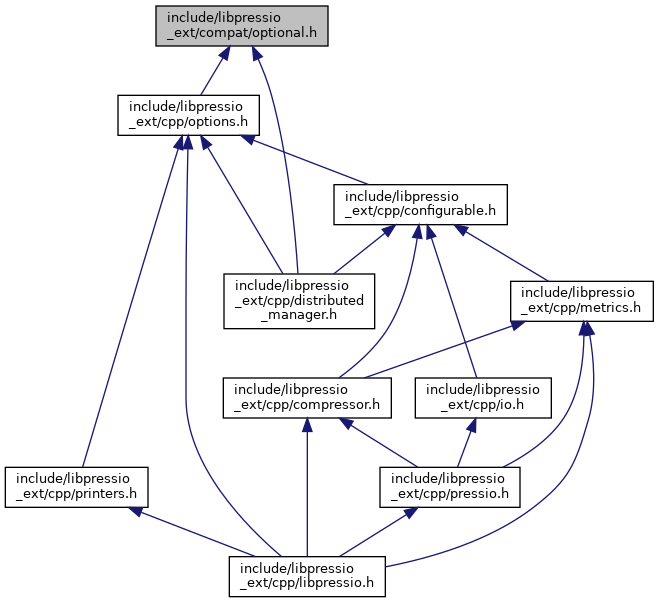 include/libpressio
_ext/compat/optional.h
include/libpressio
_ext/cpp/options.h
include/libpressio
_ext/cpp/configurable.h
include/libpressio
_ext/cpp/distributed
_manager.h
include/libpressio
_ext/cpp/metrics.h
include/libpressio
_ext/cpp/compressor.h
include/libpressio
_ext/cpp/io.h
include/libpressio
_ext/cpp/printers.h
include/libpressio
_ext/cpp/pressio.h
include/libpressio
_ext/cpp/libpressio.h